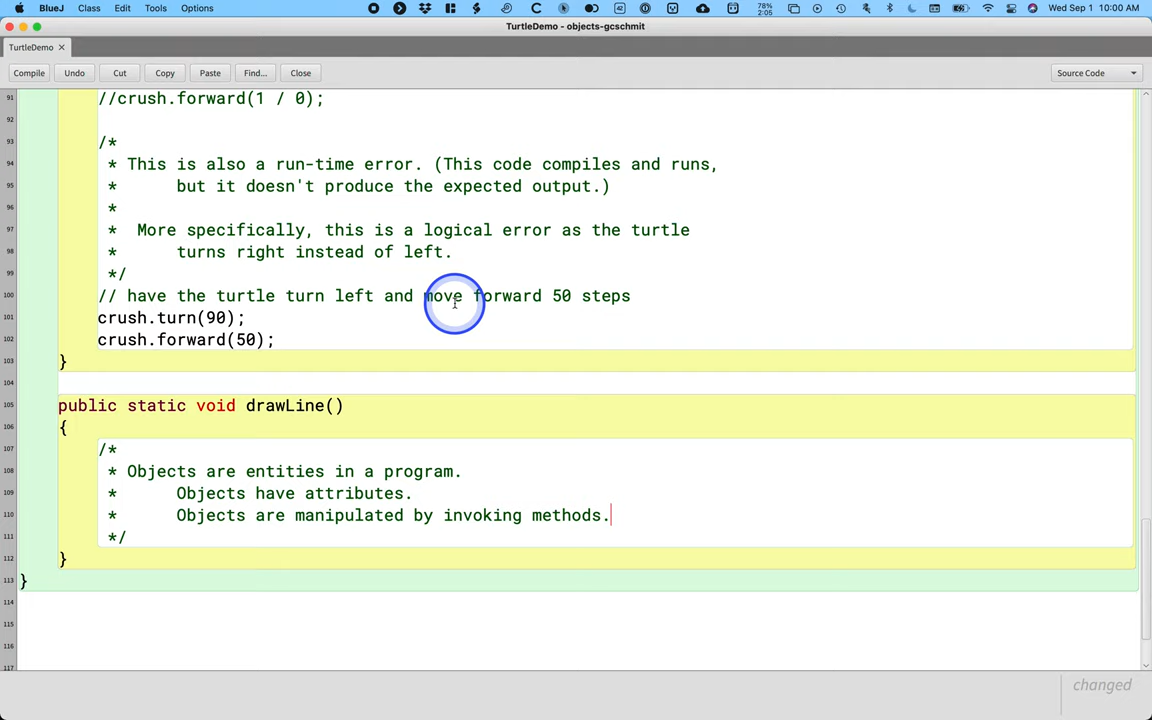 BlueJ Class Edit Tools Options 42 78% 2:05 Wed Sep 1 10:00 AM
TurtleDemo - objects-gcschmit
TurtleDemo ×
Compile Undo Cut Copy Paste Find... Close Source Code
91 //crush.forward(1 / 0);
92
93 /*
94 * This is also a run-time error. (This code compiles and runs,
95 * but it doesn't produce the expected output.)
96 *
97 * More specifically, this is a logical error as the turtle
98 * turns right instead of left.
99 */
100 // have the turtle turn left and move forward 50 steps
101 crush.turn(90);
102 crush.forward(50);
103 }
104
105 public static void drawLine()
106 {
107 /*
108 * Objects are entities in a program.
109 * Objects have attributes.
110 * Objects are manipulated by invoking methods.
111 */
112 }
113 }
114
115
116
117
changed